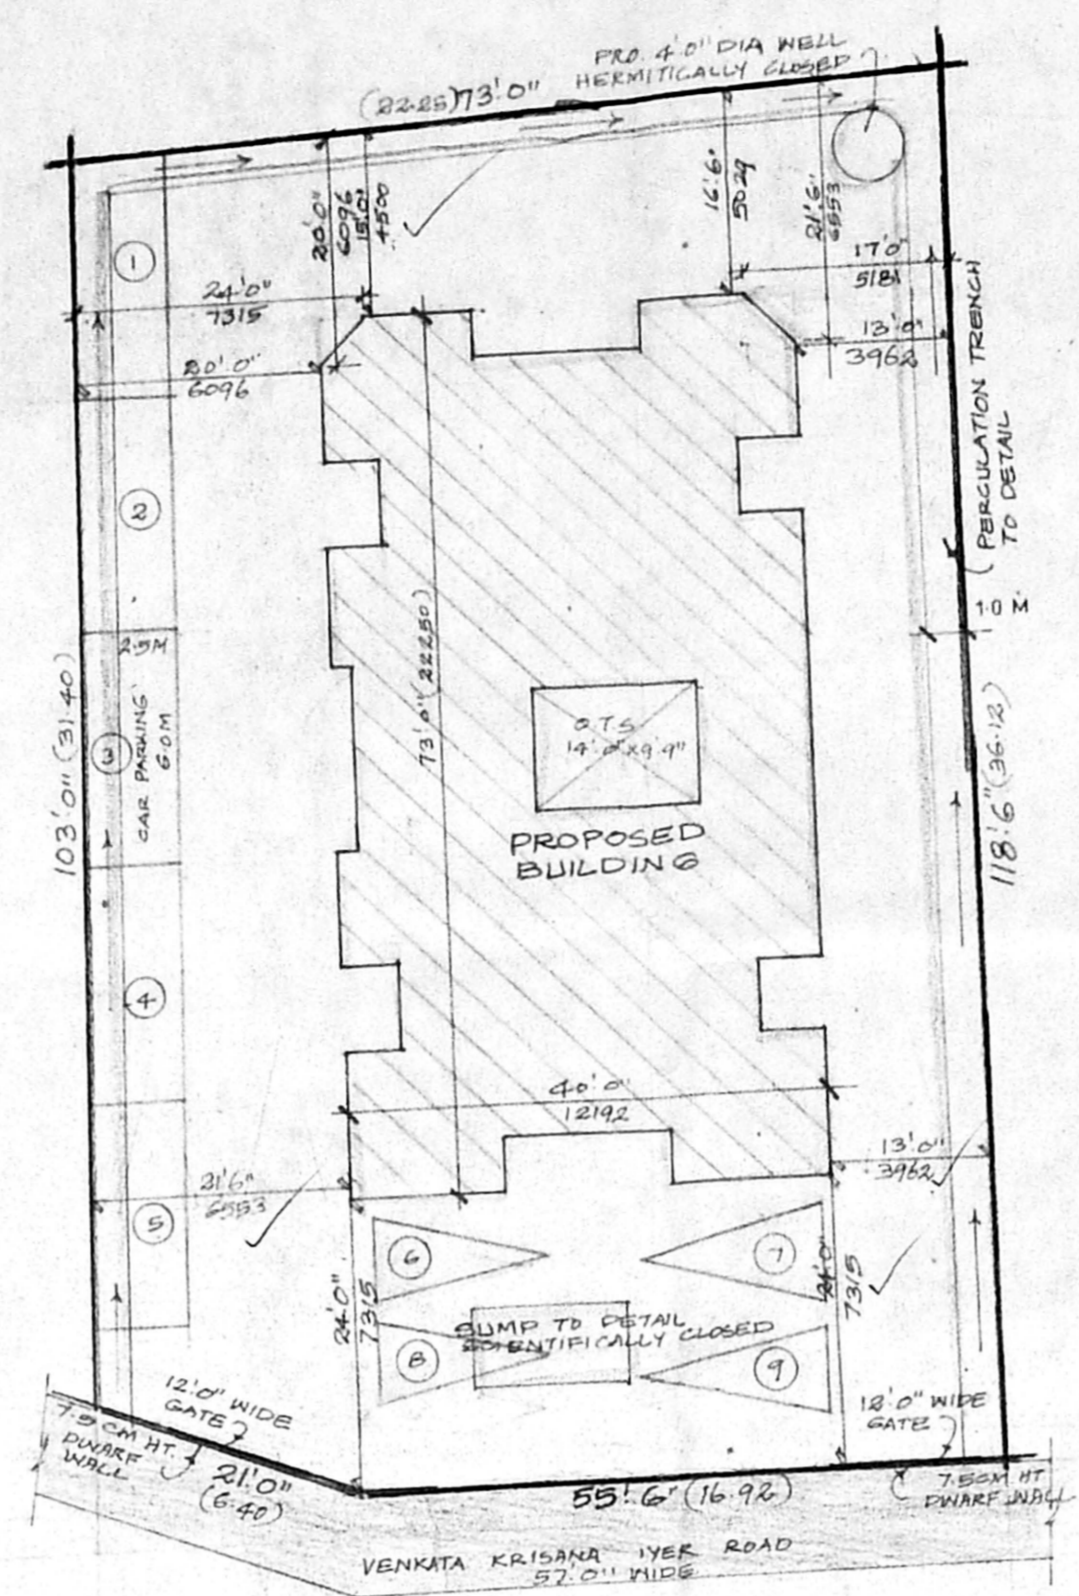 PRO. 4'0" DIA WELL
HERMITICALLY CLOSED
(22.25) 73'0"
20'0"
6096
15'0"
4500
16'6"
5029
21'6"
6553
17'0"
5181
13'0"
3962
1
24'0"
7315
20'0"
6096
PERCULATION TRENCH
TO DETAIL
1.0 M
2
73'0" (22250)
2.5M
CAR PARKING
6.0M
3
103'0" (31.40)
118'6" (36.12)
O.T.S
14'0" x 9'9"
PROPOSED
BUILDING
4
40'0"
12192
13'0"
3962
21'6"
6553
5
6
7
24'0"
7315
24'0"
7315
SUMP TO DETAIL
SCIENTIFICALLY CLOSED
8
9
12'0" WIDE
GATE
12'0" WIDE
GATE
7.5 CM HT.
DWARF
WALL
21'0"
(6.40)
55'6" (16.92)
7.5 CM HT
DWARF WALL
VENKATA KRISANA IYER ROAD
57'0" WIDE